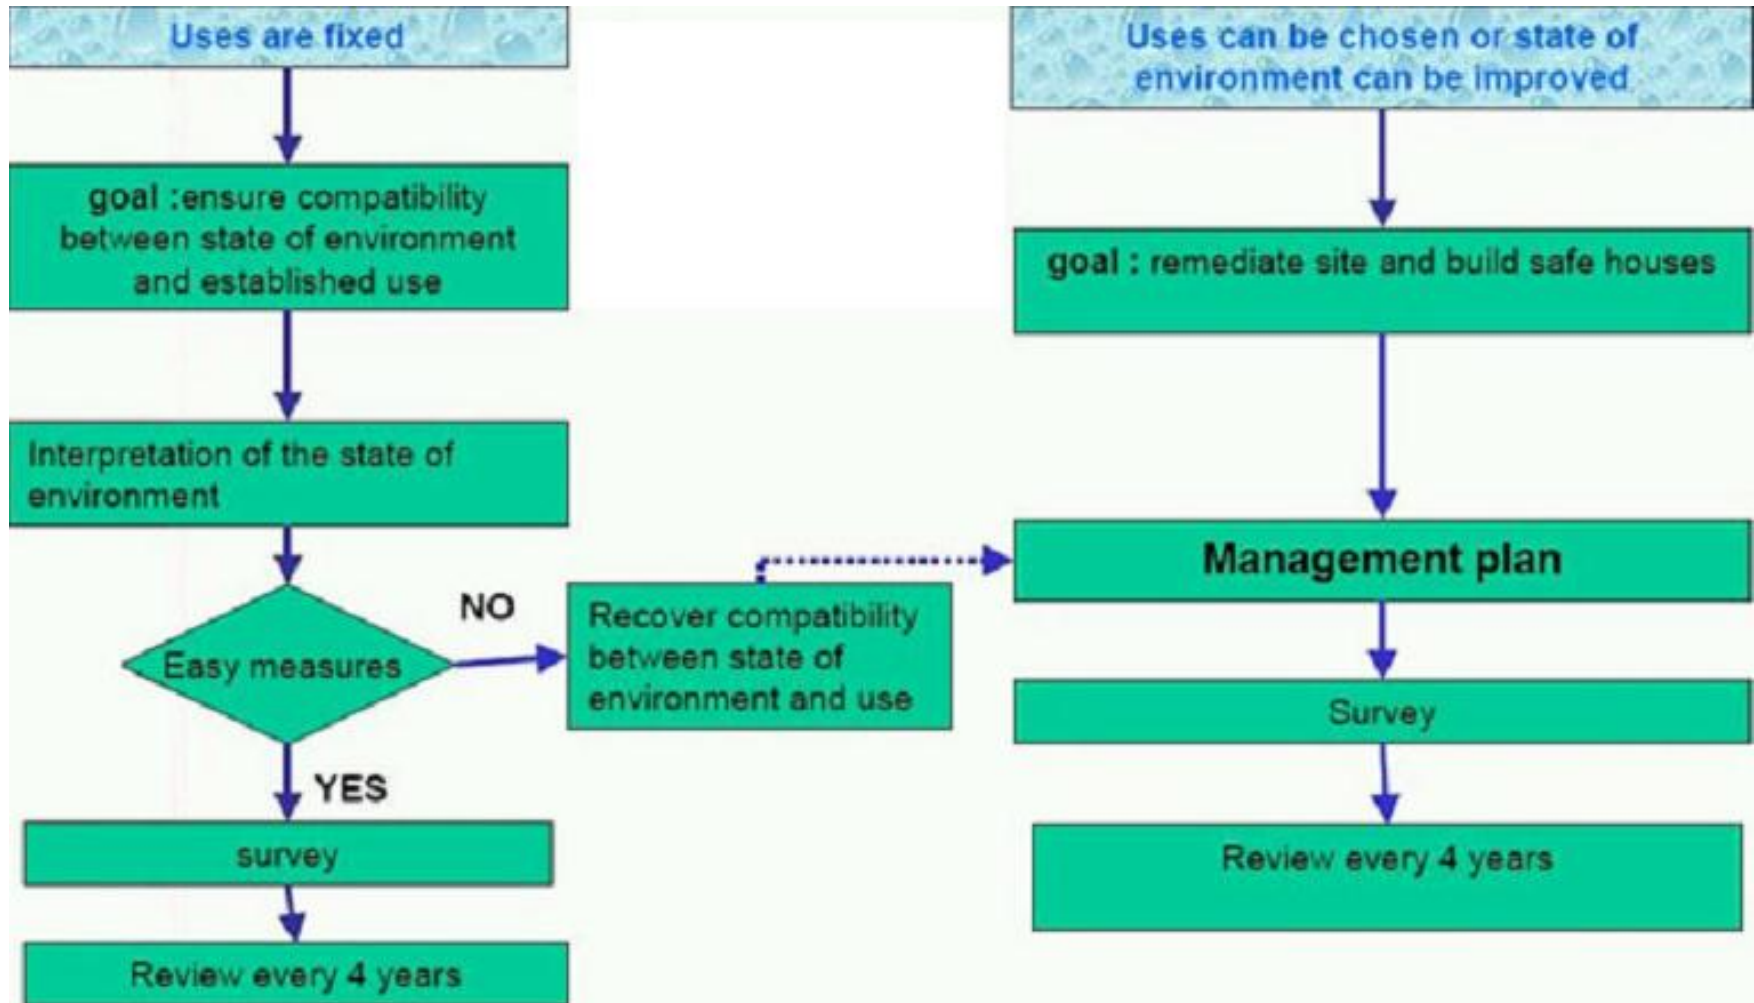 Uses are fixed
goal :ensure compatibility
between state of environment
and established use
Interpretation of the state of
environment
Easy measures
NO
Recover compatibility
between state of
environment and use
YES
survey
Review every 4 years
Uses can be chosen or state of
environment can be improved
goal : remediate site and build safe houses
Management plan
Survey
Review every 4 years